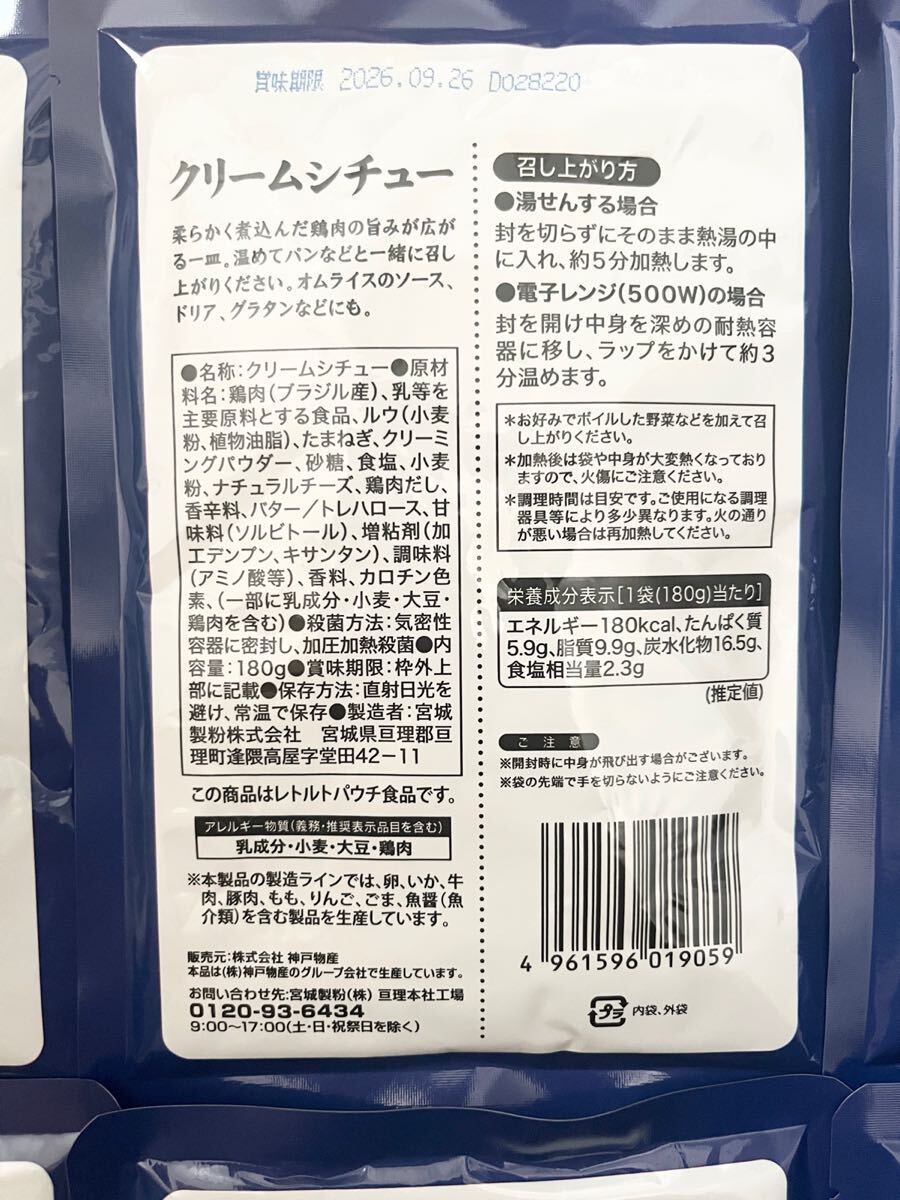 賞味期限 2026.09.26 D028220
クリームシチュー
柔らかく煮込んだ鶏肉の旨みが広が
る一皿。温めてパンなどと一緒に召し
上がりください。オムライスのソース、
ドリア、グラタンなどにも。
●名称:クリームシチュー●原材
料名:鶏肉(ブラジル産)、乳等を
主要原料とする食品、ルウ(小麦
粉、植物油脂)、たまねぎ、クリーミ
ングパウダー、砂糖、食塩、小麦
粉、ナチュラルチーズ、鶏肉だし、
香辛料、バター/トレハロース、甘
味料(ソルビトール)、増粘剤(加
工デンプン、キサンタン)、調味料
(アミノ酸等)、香料、カロチン色
素、(一部に乳成分・小麦・大豆・
鶏肉を含む)●殺菌方法:気密性
容器に密封し、加圧加熱殺菌●内
容量:180g●賞味期限:枠外上
部に記載●保存方法:直射日光を
避け、常温で保存●製造者:宮城
製粉株式会社 宮城県亘理郡亘
理町逢隈高屋字堂田42-11
この商品はレトルトパウチ食品です。
アレルギー物質(義務・推奨表示品目を含む)
乳成分・小麦・大豆・鶏肉
※本製品の製造ラインでは、卵、いか、牛
肉、豚肉、もも、りんご、ごま、魚醤(魚
介類)を含む製品を生産しています。
販売元:株式会社 神戸物産
本品は(株)神戸物産のグループ会社で生産しています。
お問い合わせ先:宮城製粉(株) 亘理本社工場
0120-93-6434
9:00~17:00(土・日・祝祭日を除く)
召し上がり方
●湯せんする場合
封を切らずにそのまま熱湯の中
に入れ、約5分加熱します。
●電子レンジ(500W)の場合
封を開け中身を深めの耐熱容
器に移し、ラップをかけて約3
分温めます。
*お好みでボイルした野菜などを加えて召
し上がりください。
*加熱後は袋や中身が大変熱くなっており
ますので、火傷にご注意ください。
*調理時間は目安です。ご使用になる調理
器具等により多少異なります。火の通り
が悪い場合は再加熱してください。
栄養成分表示[1袋(180g)当たり]
エネルギー180kcal、たんぱく質
5.9g、脂質9.9g、炭水化物16.5g、
食塩相当量2.3g
(推定値)
ご注意
※開封時に中身が飛び出す場合がございます。
※袋の先端で手を切らないようにご注意ください。
4 961596 019059
プラ 内袋、外袋